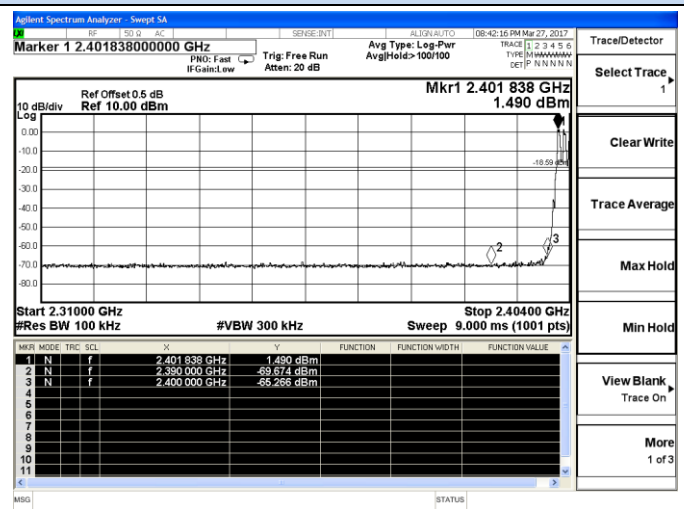 Agilent Spectrum Analyzer - Swept SA
RF 50 Ω AC SENSE:INT ALIGNAUTO 08:42:16 PM Mar 27, 2017
Marker 1 2.401838000000 GHz
PNO: Fast
IFGain:Low
Trig: Free Run
Atten: 20 dB
Avg Type: Log-Pwr
Avg|Hold:>100/100
TRACE 1 2 3 4 5 6
TYPE M
DET P N N N N N
Ref Offset 0.5 dB
10 dB/div Ref 10.00 dBm
Log
Mkr1 2.401 838 GHz
1.490 dBm
0.00
-10.0
-20.0
-30.0
-40.0
-50.0
-60.0
-70.0
-80.0
-18.59 dBm
2
3
Start 2.31000 GHz Stop 2.40400 GHz
#Res BW 100 kHz #VBW 300 kHz Sweep 9.000 ms (1001 pts)
MKR MODE TRC SCL X Y FUNCTION FUNCTION WIDTH FUNCTION VALUE
1 N f 2.401 838 GHz 1.490 dBm
2 N f 2.390 000 GHz -69.674 dBm
3 N f 2.400 000 GHz -65.266 dBm
4
5
6
7
8
9
10
11
MSG STATUS
Trace/Detector
Select Trace
1
Clear Write
Trace Average
Max Hold
Min Hold
View Blank
Trace On
More
1 of 3